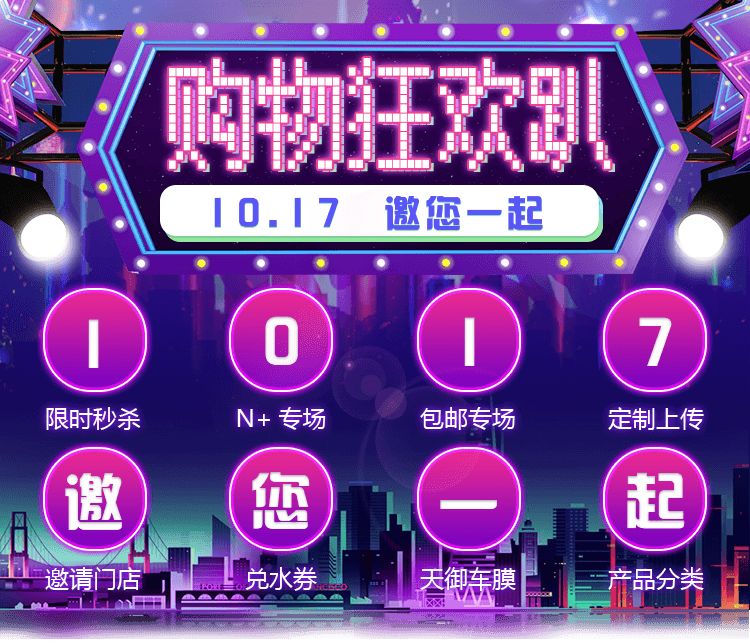 购物狂欢趴
10.17 邀您一起
1 0 1 7
限时秒杀 N+ 专场 包邮专场 定制上传
邀 您 一 起
邀请门店 兑水券 天御车膜 产品分类